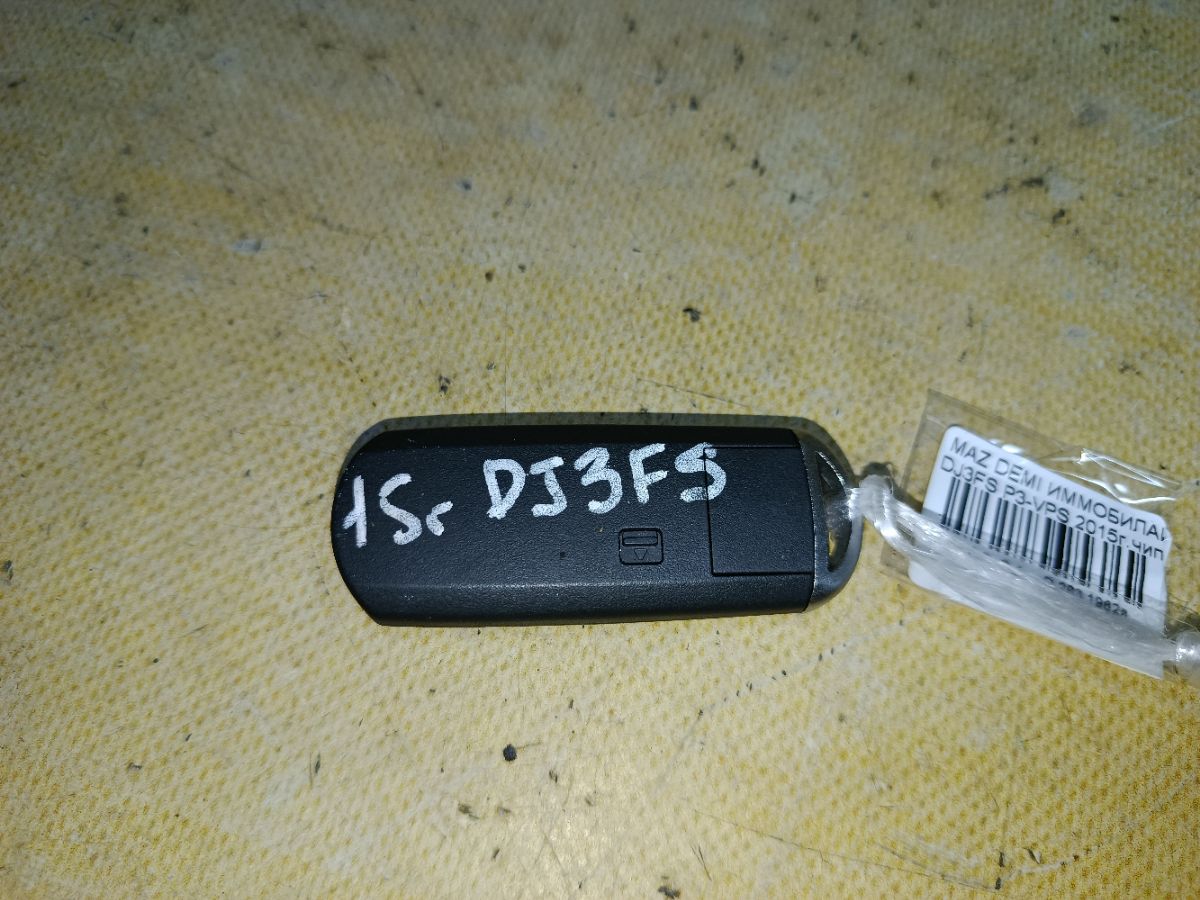 15г DJ3FS
MAZ DEMI ИММОБИЛАЙ
DJ3FS P3-VPS 2015г.чип